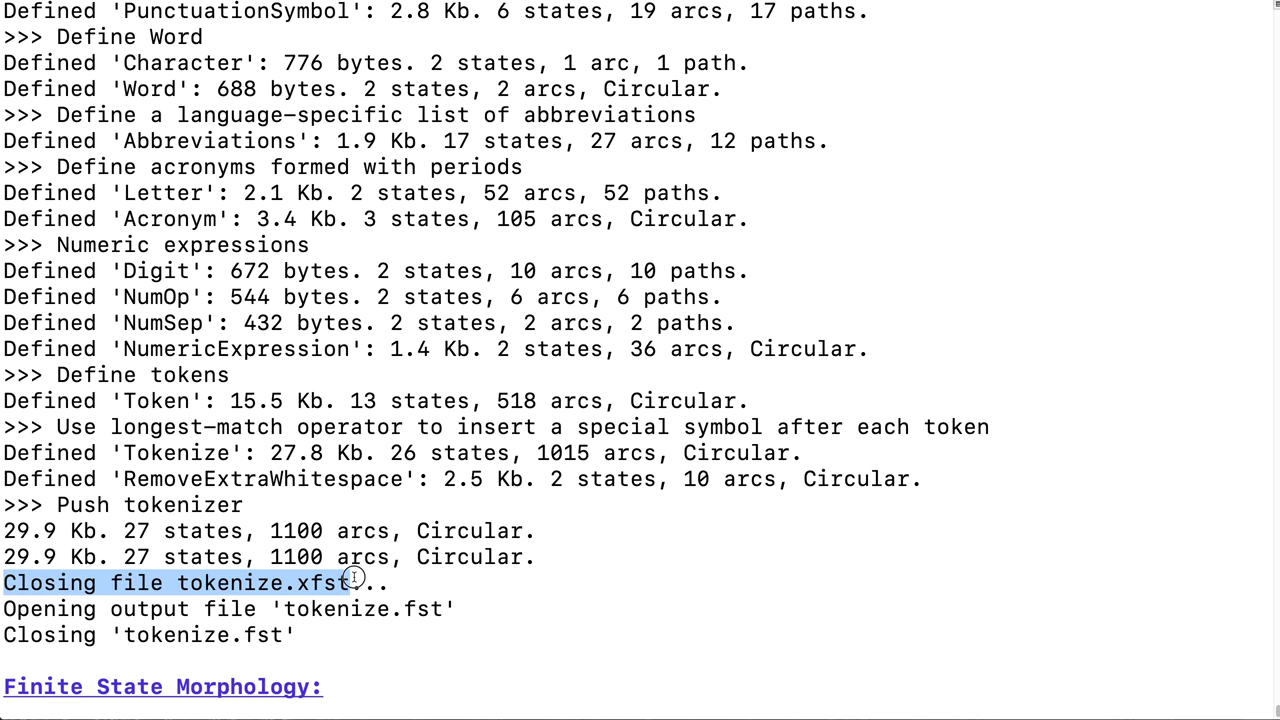 Defined 'PunctuationSymbol': 2.8 Kb. 6 states, 19 arcs, 17 paths.
>>> Define Word
Defined 'Character': 776 bytes. 2 states, 1 arc, 1 path.
Defined 'Word': 688 bytes. 2 states, 2 arcs, Circular.
>>> Define a language-specific list of abbreviations
Defined 'Abbreviations': 1.9 Kb. 17 states, 27 arcs, 12 paths.
>>> Define acronyms formed with periods
Defined 'Letter': 2.1 Kb. 2 states, 52 arcs, 52 paths.
Defined 'Acronym': 3.4 Kb. 3 states, 105 arcs, Circular.
>>> Numeric expressions
Defined 'Digit': 672 bytes. 2 states, 10 arcs, 10 paths.
Defined 'NumOp': 544 bytes. 2 states, 6 arcs, 6 paths.
Defined 'NumSep': 432 bytes. 2 states, 2 arcs, 2 paths.
Defined 'NumericExpression': 1.4 Kb. 2 states, 36 arcs, Circular.
>>> Define tokens
Defined 'Token': 15.5 Kb. 13 states, 518 arcs, Circular.
>>> Use longest-match operator to insert a special symbol after each token
Defined 'Tokenize': 27.8 Kb. 26 states, 1015 arcs, Circular.
Defined 'RemoveExtraWhitespace': 2.5 Kb. 2 states, 10 arcs, Circular.
>>> Push tokenizer
29.9 Kb. 27 states, 1100 arcs, Circular.
29.9 Kb. 27 states, 1100 arcs, Circular.
Closing file tokenize.xfst...
Opening output file 'tokenize.fst'
Closing 'tokenize.fst'
Finite State Morphology: